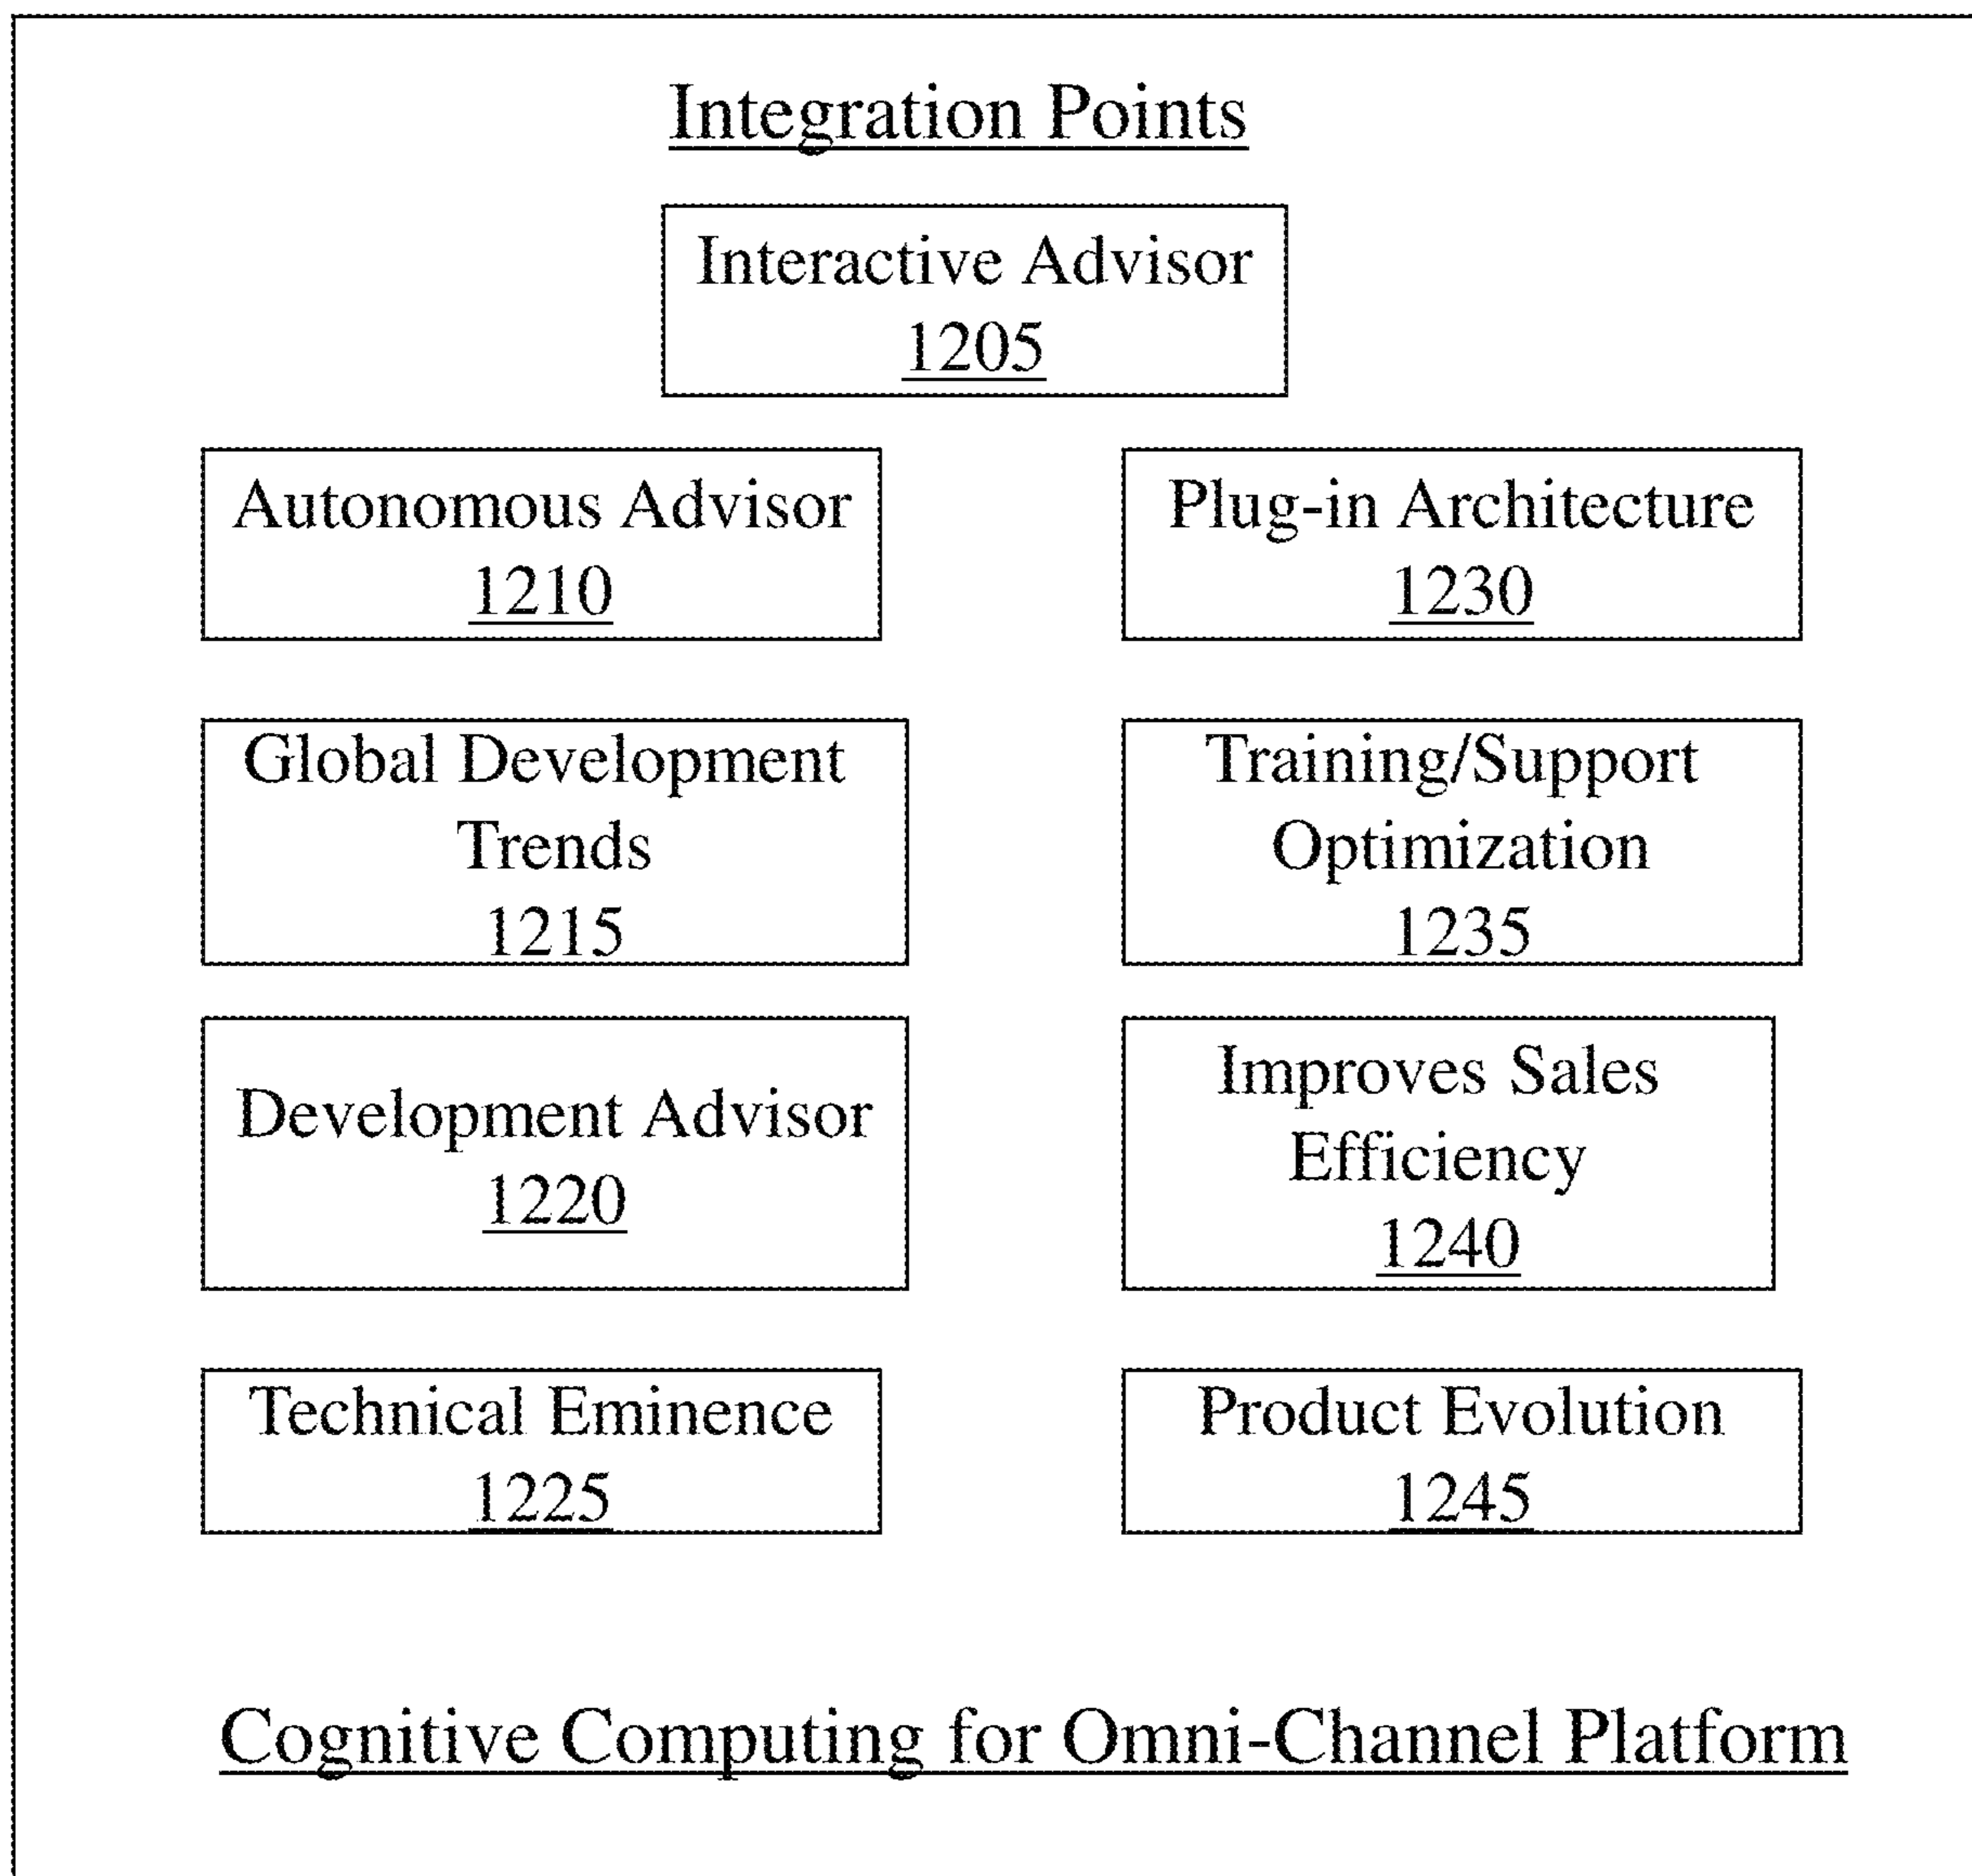 Integration Points
Interactive Advisor
1205
Autonomous Advisor
1210
Plug-in Architecture
1230
Global Development
Trends
1215
Training/Support
Optimization
1235
Development Advisor
1220
Improves Sales
Efficiency
1240
Technical Eminence
1225
Product Evolution
1245
Cognitive Computing for Omni-Channel Platform